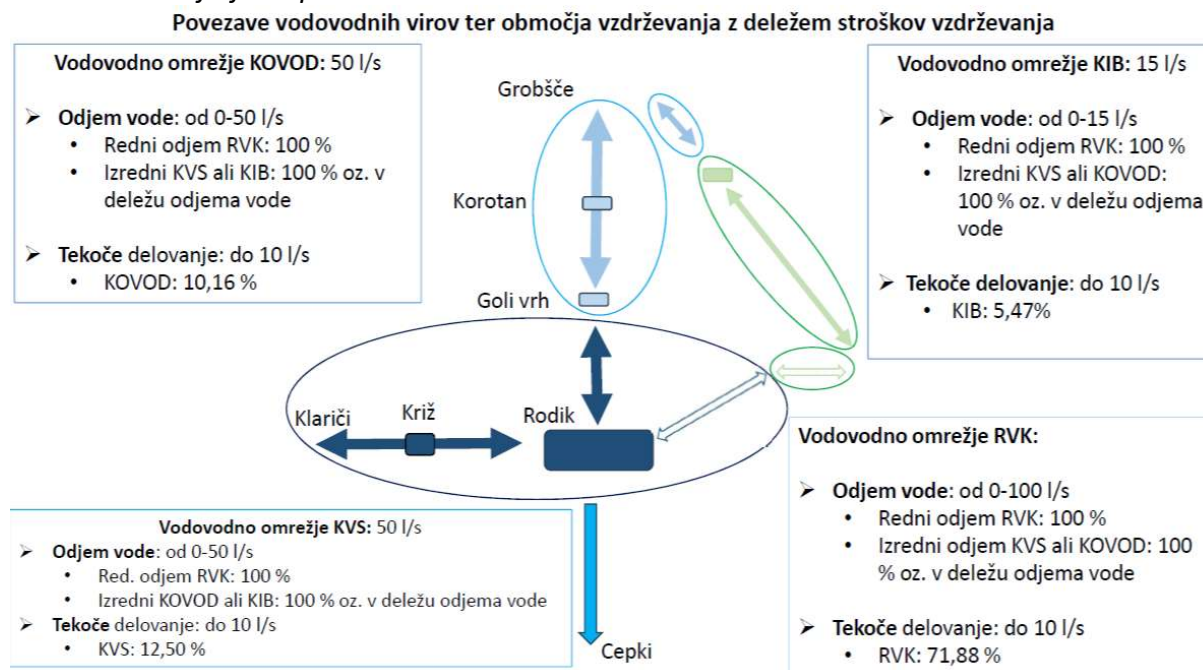 Povezave vodovodnih virov ter območja vzdrževanja z deležem stroškov vzdrževanja
Vodovodno omrežje KOVOD: 50 l/s
➢ Odjem vode: od 0-50 l/s
• Redni odjem RVK: 100 %
• Izredni KVS ali KIB: 100 % oz. v
deležu odjema vode
➢ Tekoče delovanje: do 10 l/s
• KOVOD: 10,16 %
Grobšče
Korotan
Goli vrh
Vodovodno omrežje KIB: 15 l/s
➢ Odjem vode: od 0-15 l/s
• Redni odjem RVK: 100 %
• Izredni KVS ali KOVOD:
100 % oz. v deležu odjema
vode
➢ Tekoče delovanje: do 10 l/s
• KIB: 5,47%
Klariči
Križ
Rodik
Vodovodno omrežje KVS: 50 l/s
➢ Odjem vode: od 0-50 l/s
• Red. odjem RVK: 100 %
• Izredni KOVOD ali KIB: 100 % oz. v deležu odjema vode
➢ Tekoče delovanje: do 10 l/s
• KVS: 12,50 %
Cepki
Vodovodno omrežje RVK:
➢ Odjem vode: od 0-100 l/s
• Redni odjem RVK: 100 %
• Izredni odjem KVS ali KOVOD: 100
% oz. v deležu odjema vode
➢ Tekoče delovanje: do 10 l/s
• RVK: 71,88 %